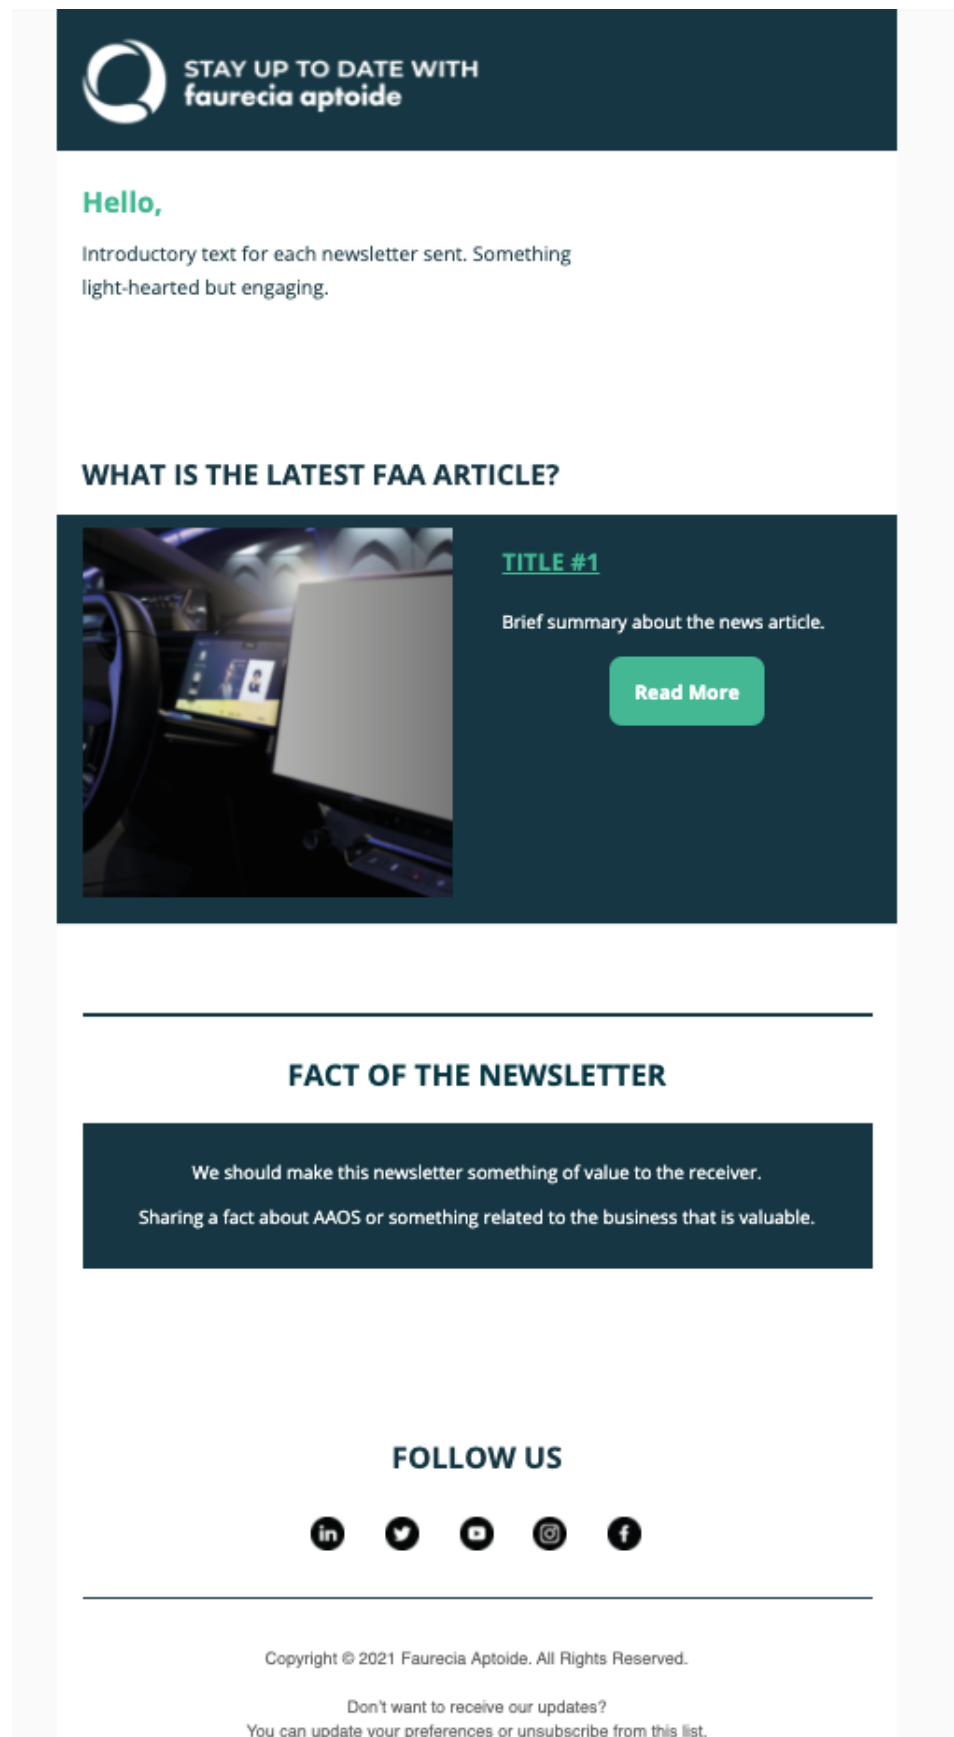 STAY UP TO DATE WITH
faurecia aptoide
Hello,
Introductory text for each newsletter sent. Something
light-hearted but engaging.
WHAT IS THE LATEST FAA ARTICLE?
TITLE #1
Brief summary about the news article.
Read More
FACT OF THE NEWSLETTER
We should make this newsletter something of value to the receiver.
Sharing a fact about AAOS or something related to the business that is valuable.
FOLLOW US
Copyright © 2021 Faurecia Aptoide. All Rights Reserved.
Don't want to receive our updates?
You can update your preferences or unsubscribe from this list.